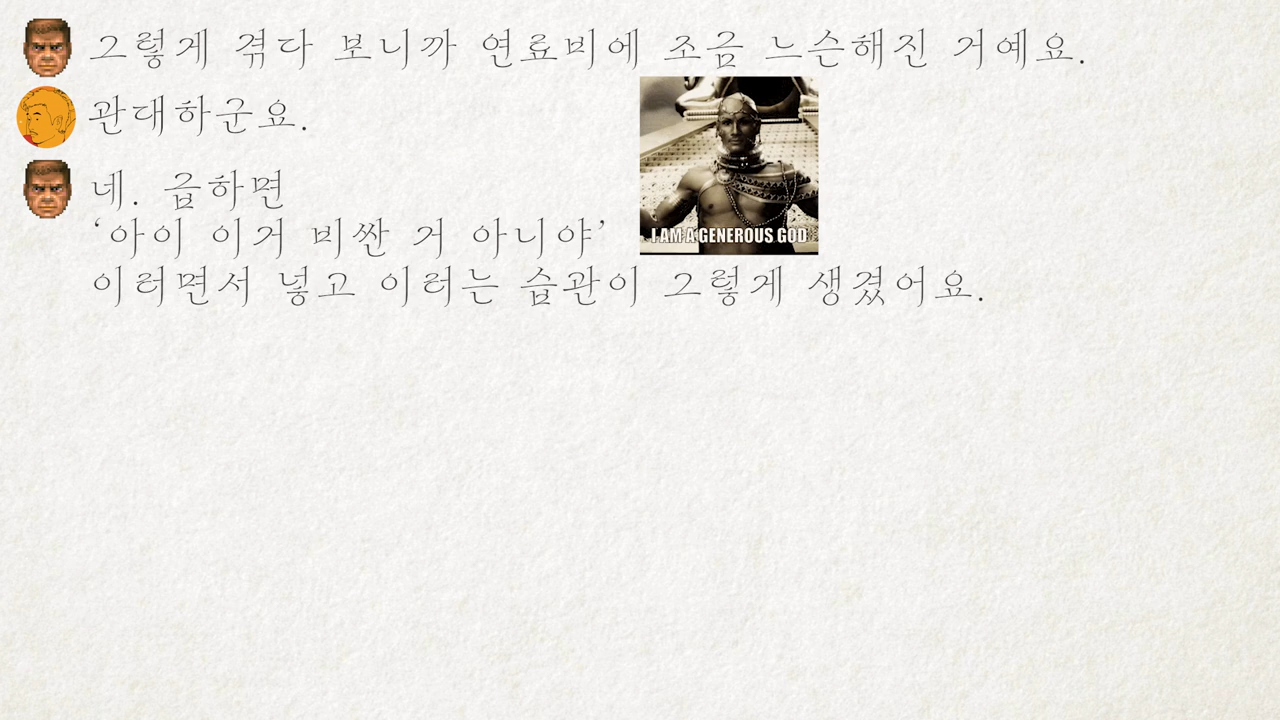 그렇게 겪다 보니까 연료비에 조금 느슨해진 거예요.
관대하군요.
네. 급하면
‘아이 이거 비싼 거 아니야’
I AM A GENEROUS GOD
이러면서 넣고 이러는 습관이 그렇게 생겼어요.